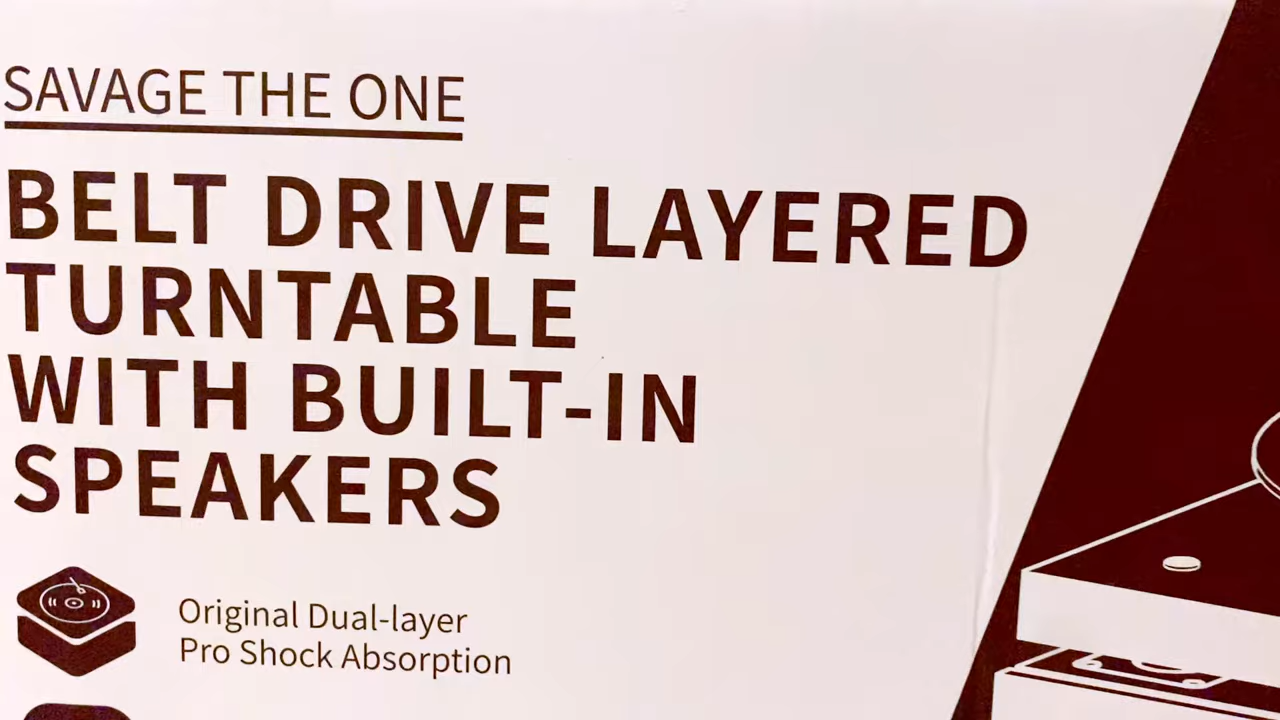 SAVAGE THE ONE
BELT DRIVE LAYERED
TURNTABLE
WITH BUILT-IN
SPEAKERS
Original Dual-layer
Pro Shock Absorption